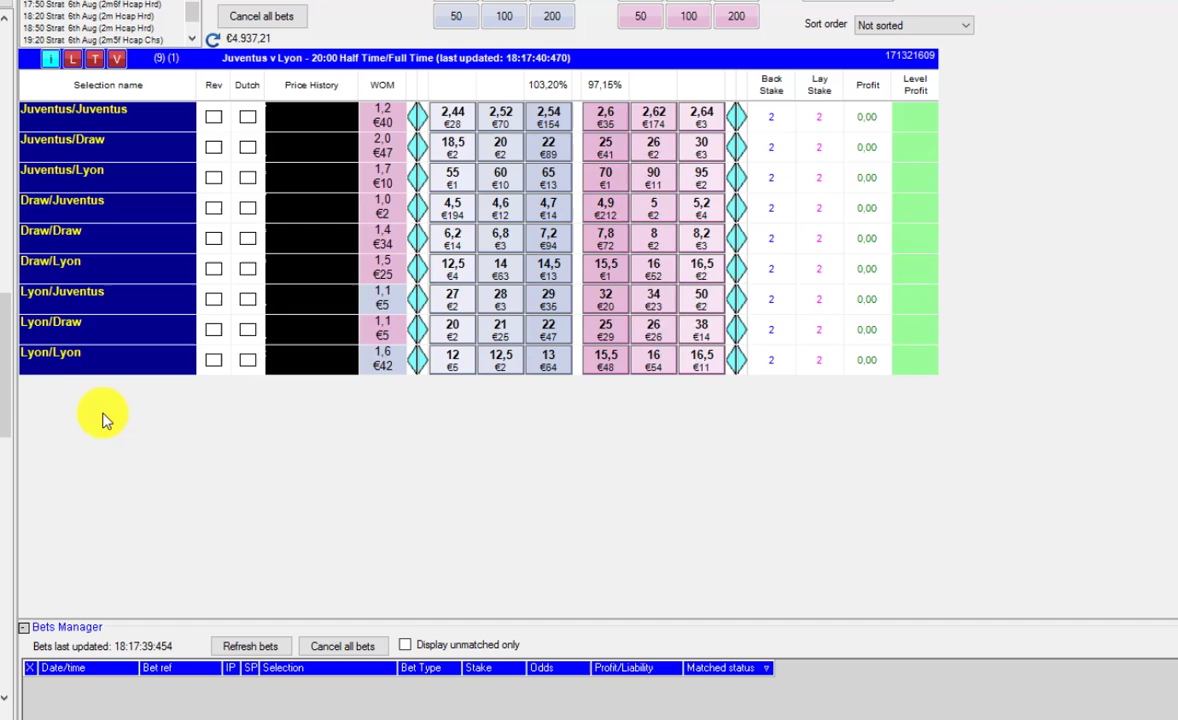 17:50 Strat 6th Aug (2m6f Hcap Hrd)
18:20 Strat 6th Aug (2m Hcap Hrd)
18:50 Strat 6th Aug (2m Hcap Hrd)
19:20 Strat 6th Aug (2m5f Hcap Chs)
Cancel all bets
€4.937,21
50 100 200 50 100 200
Sort order Not sorted
i L T V (9) (1) Juventus v Lyon - 20:00 Half Time/Full Time (last updated: 18:17:40:470) 171321609
Selection name Rev Dutch Price History WOM 103,20% 97,15% Back Stake Lay Stake Profit Level Profit
Juventus/Juventus 1,2 2,44 2,52 2,54 2,6 2,62 2,64 2 2 0,00
€40 €28 €70 €154 €35 €174 €3
Juventus/Draw 2,0 18,5 20 22 25 26 30 2 2 0,00
€47 €2 €2 €89 €41 €2 €3
Juventus/Lyon 1,7 55 60 65 70 90 95 2 2 0,00
€10 €1 €10 €13 €1 €11 €2
Draw/Juventus 1,0 4,5 4,6 4,7 4,9 5 5,2 2 2 0,00
€2 €194 €12 €14 €212 €2 €4
Draw/Draw 1,4 6,2 6,8 7,2 7,8 8 8,2 2 2 0,00
€34 €14 €3 €94 €72 €2 €3
Draw/Lyon 1,5 12,5 14 14,5 15,5 16 16,5 2 2 0,00
€25 €4 €63 €13 €1 €52 €2
Lyon/Juventus 1,1 27 28 29 32 34 50 2 2 0,00
€5 €2 €3 €35 €20 €23 €2
Lyon/Draw 1,1 20 21 22 25 26 38 2 2 0,00
€5 €2 €25 €47 €29 €26 €14
Lyon/Lyon 1,6 12 12,5 13 15,5 16 16,5 2 2 0,00
€42 €5 €2 €64 €48 €54 €11
Bets Manager
Bets last updated: 18:17:39:454 Refresh bets Cancel all bets Display unmatched only
X Date/time Bet ref IP SP Selection Bet Type Stake Odds Profit/Liability Matched status